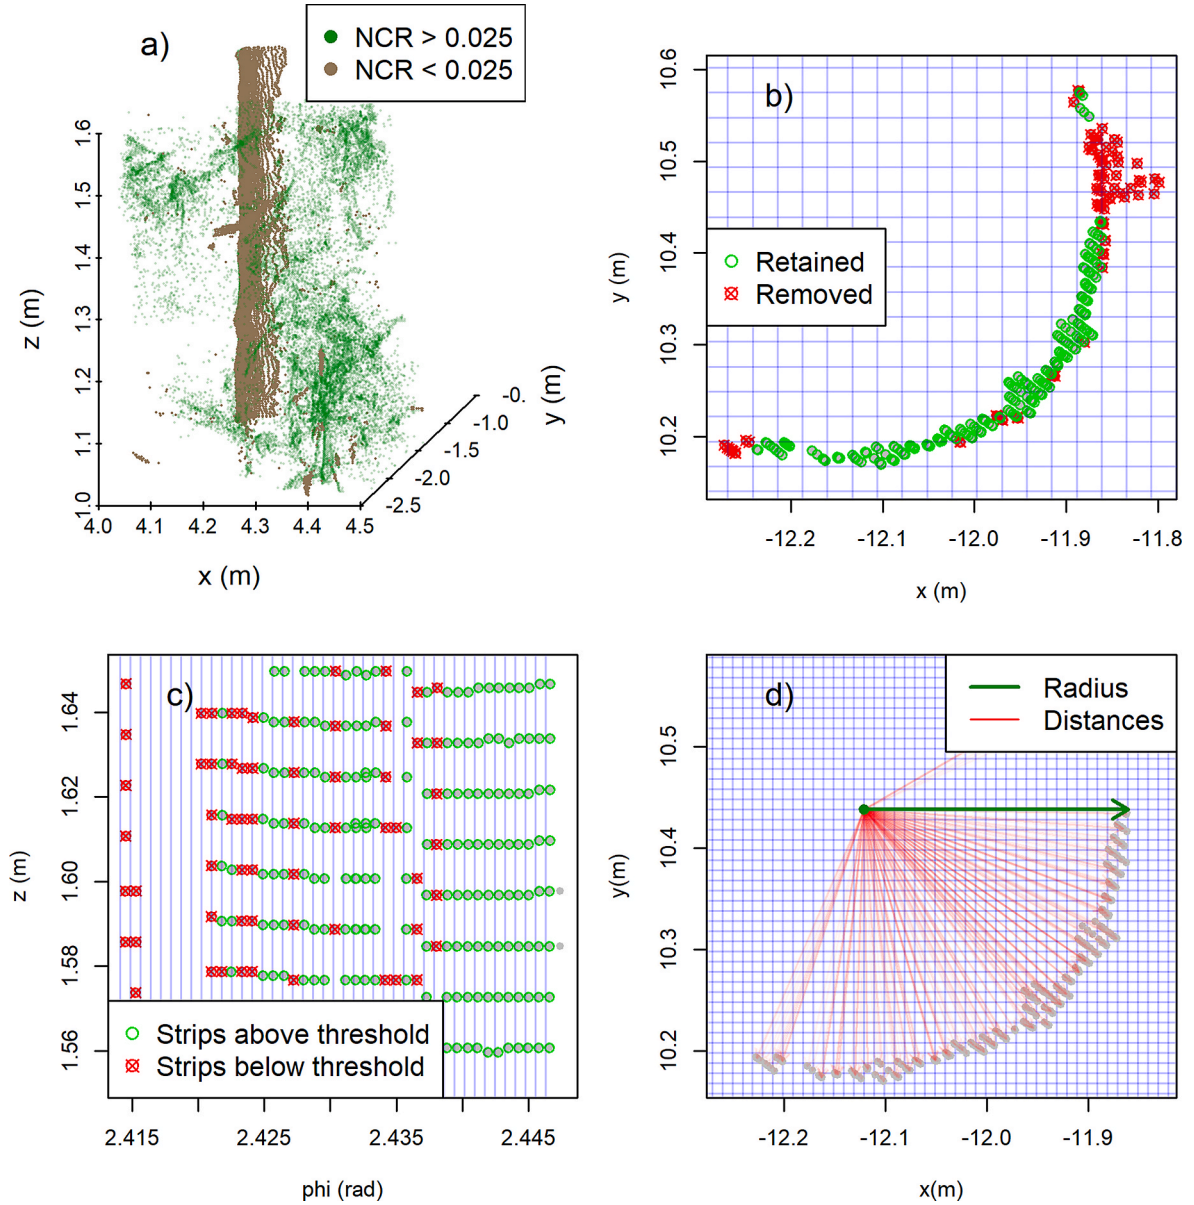 a)
NCR > 0.025
NCR < 0.025
z (m)
1.6
1.5
1.4
1.3
1.2
1.1
1.0
4.0 4.1 4.2 4.3 4.4 4.5
x (m)
-0.
-1.0
-1.5
-2.0
-2.5
y (m)
b)
10.6
10.5
10.4
10.3
10.2
y (m)
Retained
Removed
-12.2 -12.1 -12.0 -11.9 -11.8
x (m)
c)
1.64
1.62
1.60
1.58
1.56
z (m)
Strips above threshold
Strips below threshold
2.415 2.425 2.435 2.445
phi (rad)
d)
Radius
Distances
10.5
10.4
10.3
10.2
y(m)
-12.2 -12.1 -12.0 -11.9
x(m)